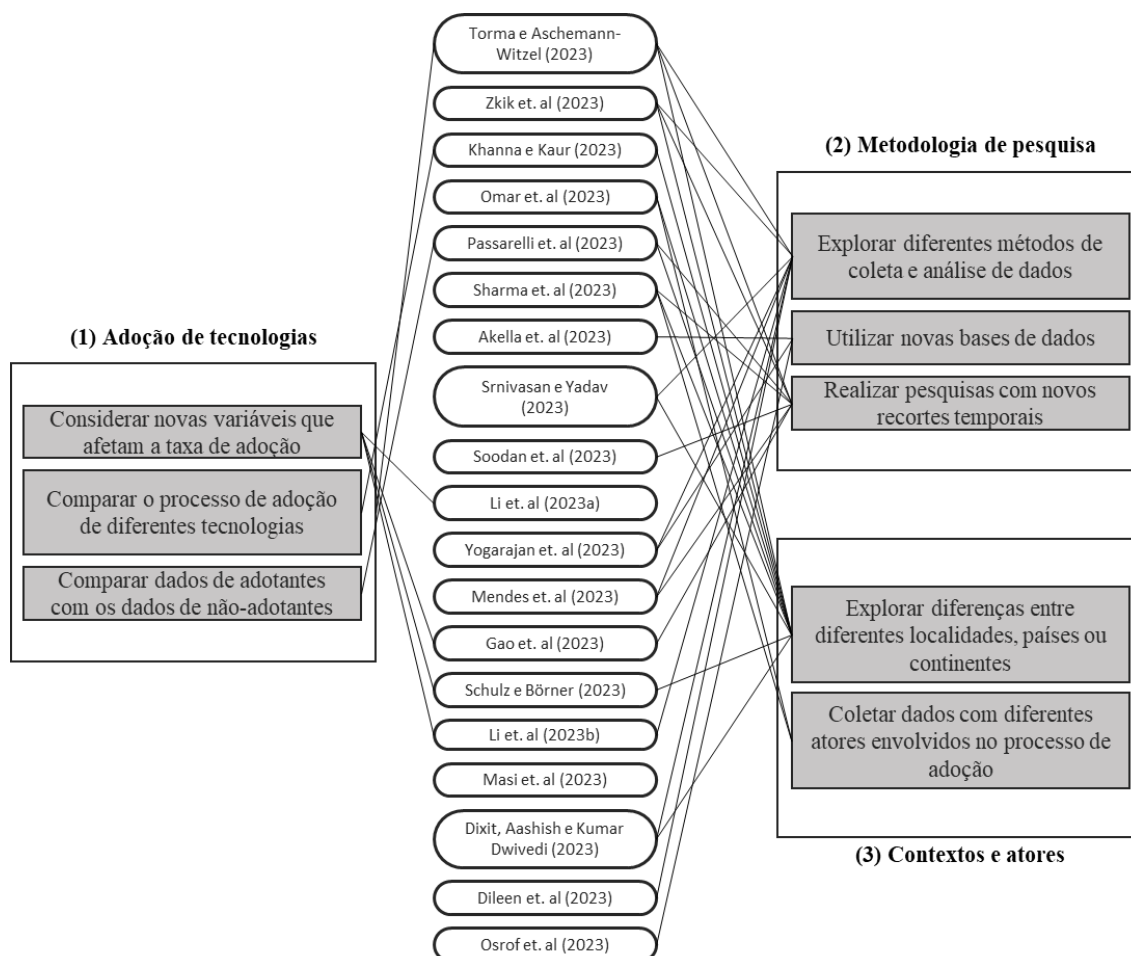 (1) Adoção de tecnologias
Considerar novas variáveis que
afetam a taxa de adoção
Comparar o processo de adoção
de diferentes tecnologias
Comparar dados de adotantes
com os dados de não-adotantes
Torma e Aschemann-
Witzel (2023)
Zkik et. al (2023)
Khanna e Kaur (2023)
Omar et. al (2023)
Passarelli et. al (2023)
Sharma et. al (2023)
Akella et. al (2023)
Srnivasan e Yadav
(2023)
Soodan et. al (2023)
Li et. al (2023a)
Yogarajan et. al (2023)
Mendes et. al (2023)
Gao et. al (2023)
Schulz e Börner (2023)
Li et. al (2023b)
Masi et. al (2023)
Dixit, Aashish e Kumar
Dwivedi (2023)
Dileen et. al (2023)
Osrof et. al (2023)
(2) Metodologia de pesquisa
Explorar diferentes métodos de
coleta e análise de dados
Utilizar novas bases de dados
Realizar pesquisas com novos
recortes temporais
Explorar diferenças entre
diferentes localidades, países ou
continentes
Coletar dados com diferentes
atores envolvidos no processo de
adoção
(3) Contextos e atores